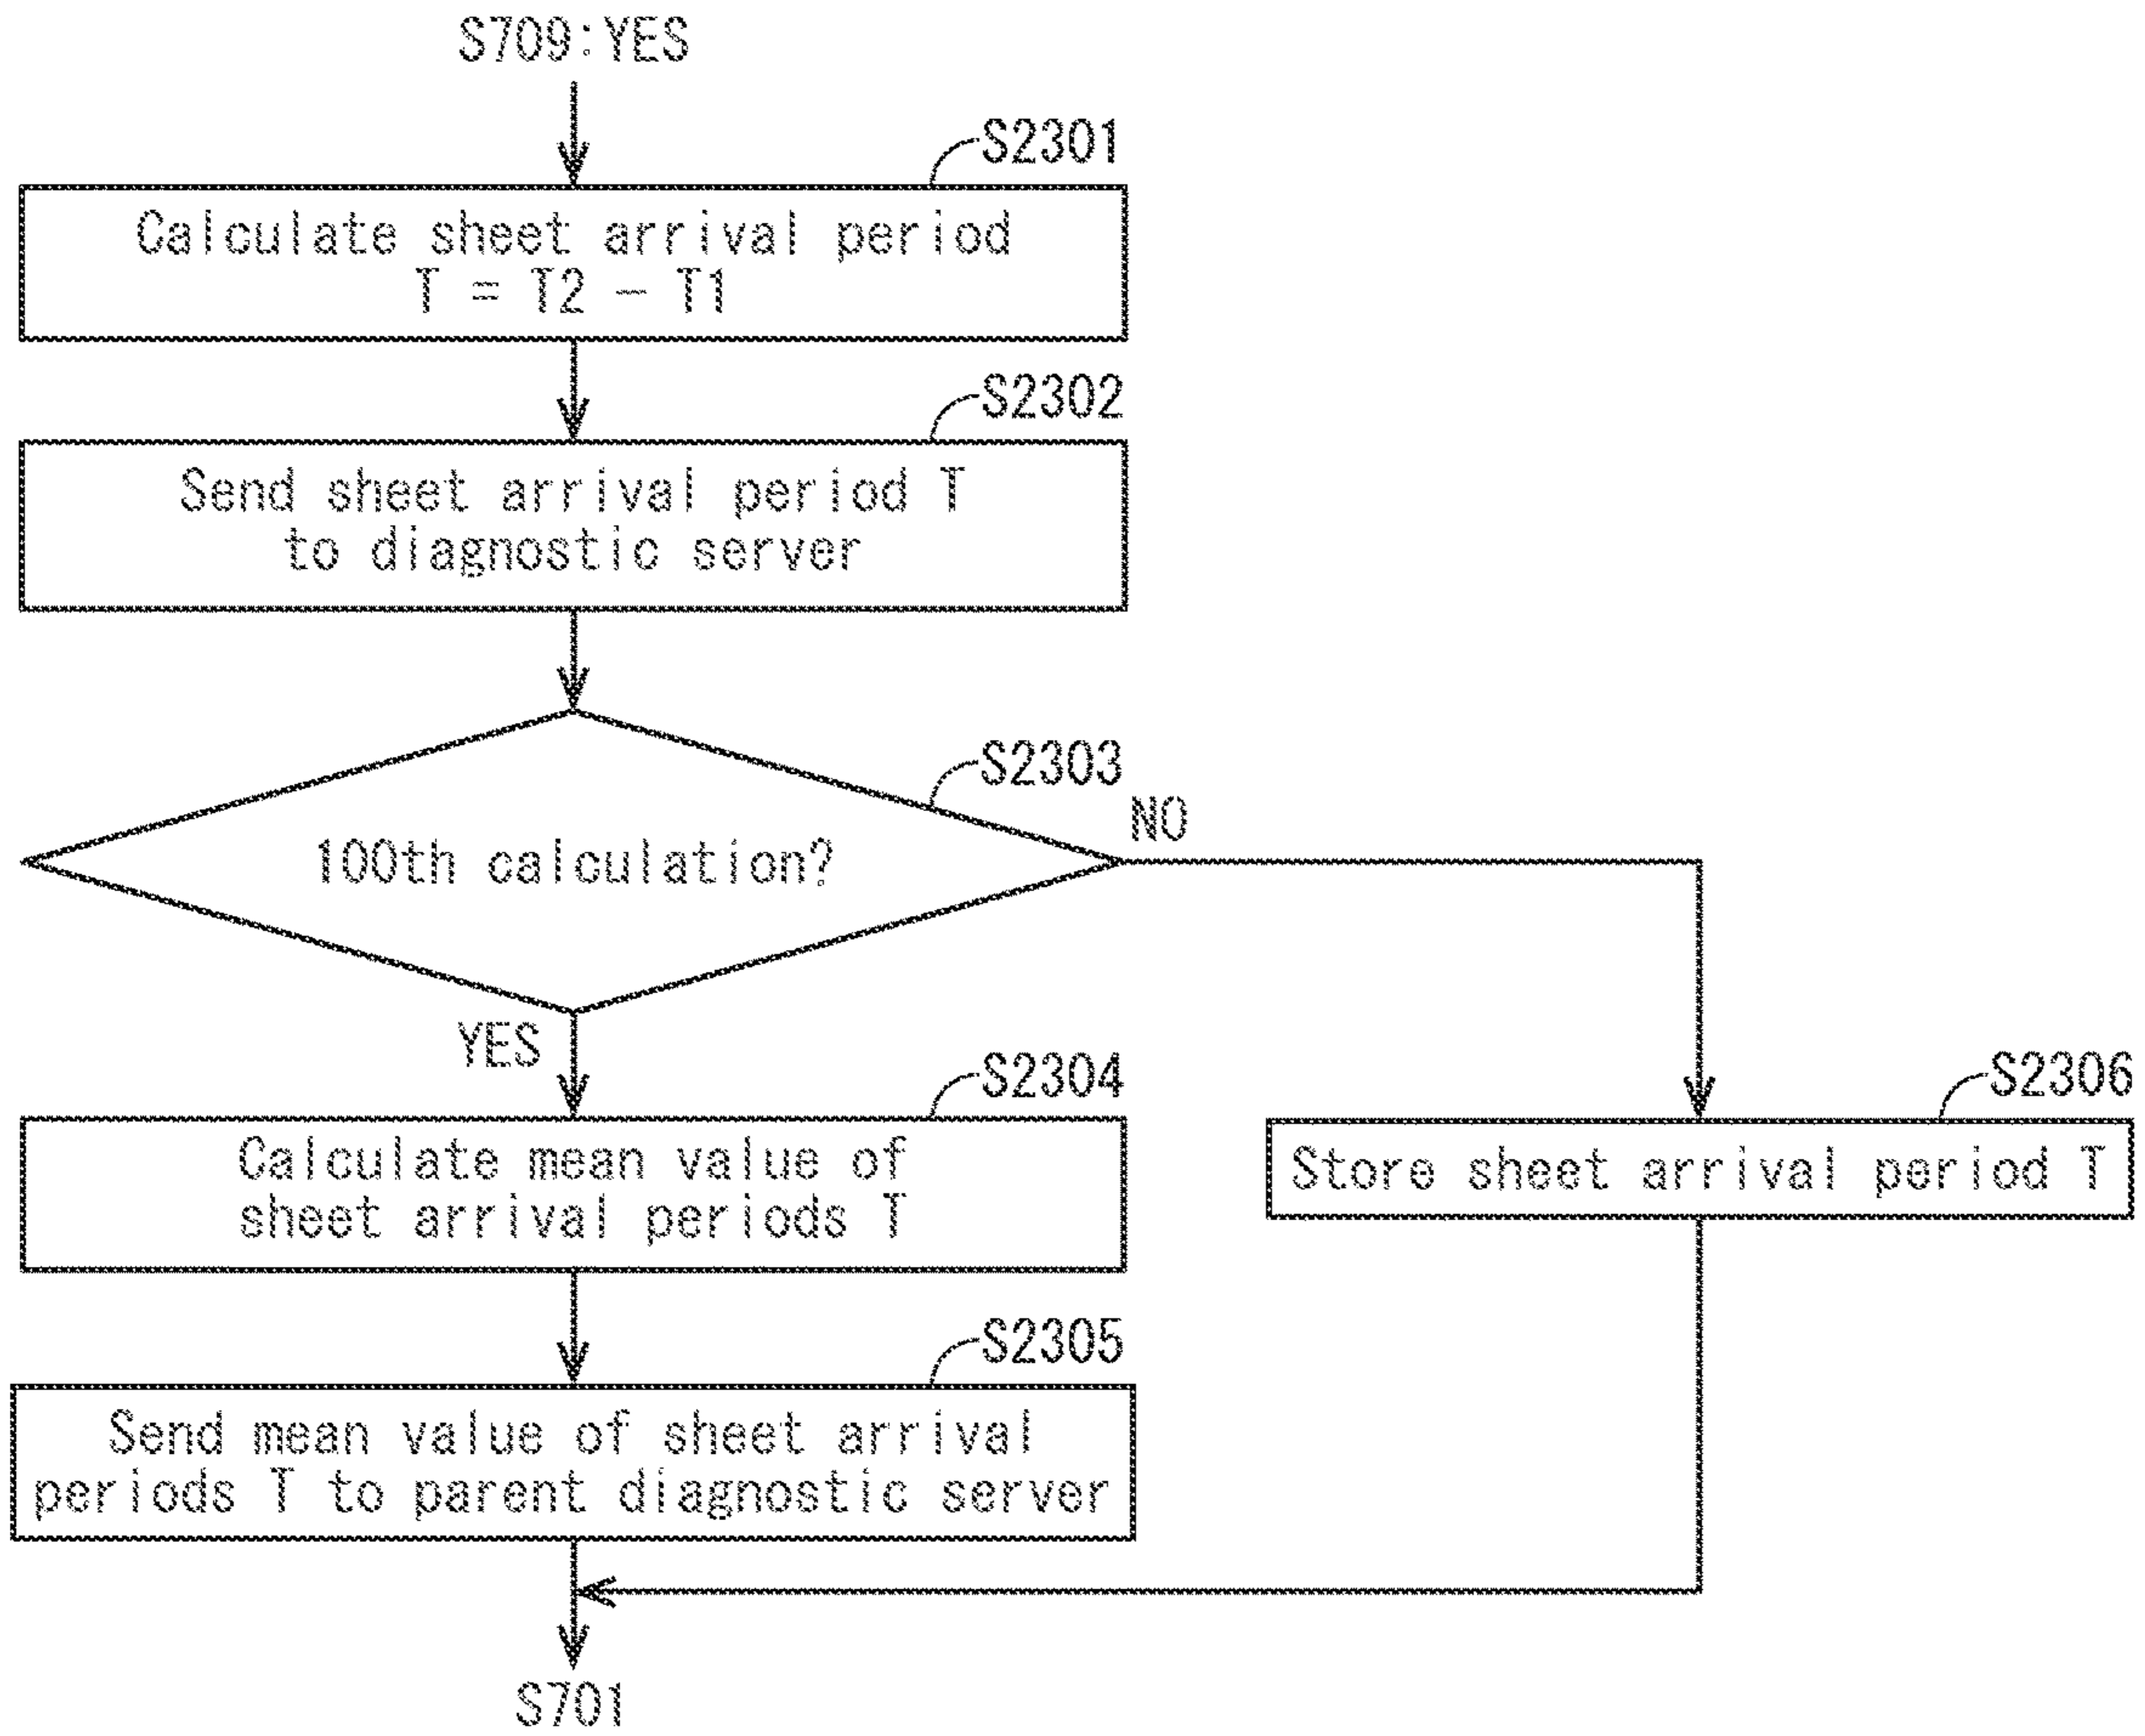 S709:YES
S2301
Calculate sheet arrival period
T = T2 − T1
S2302
Send sheet arrival period T
to diagnostic server
S2303
100th calculation?
NO
YES
S2304
Calculate mean value of
sheet arrival periods T
S2306
Store sheet arrival period T
S2305
Send mean value of sheet arrival
periods T to parent diagnostic server
S701